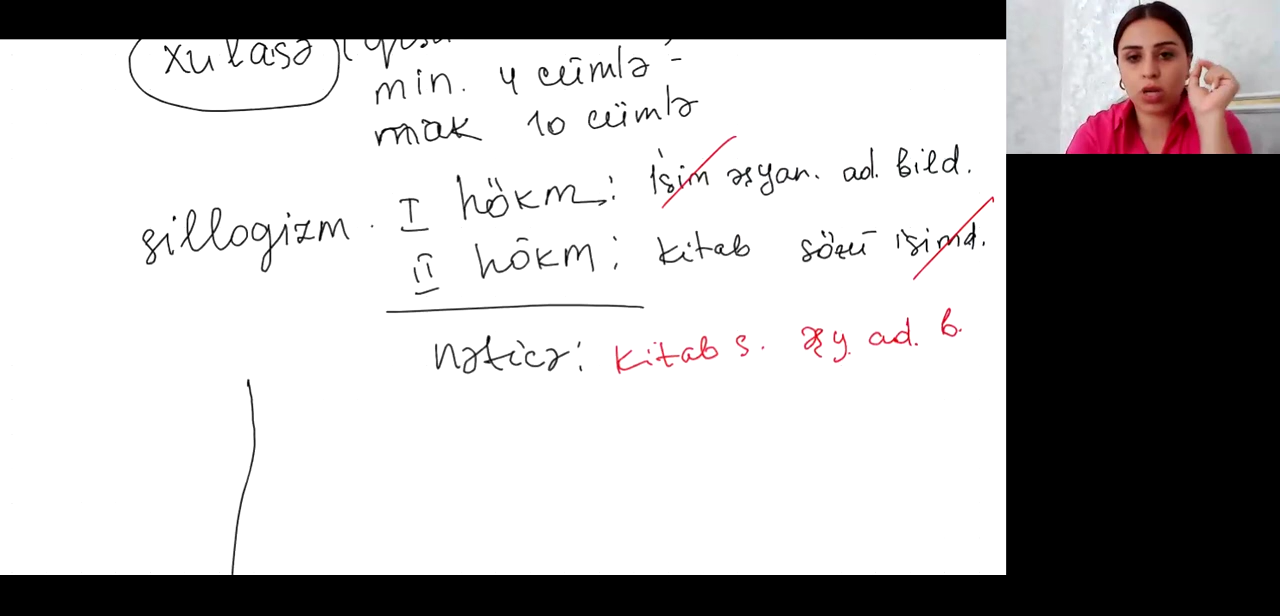 xulasə
min. 4 cümlə -
mak 10 cümlə
sillogizm. I hökm: isim əşyan. ad. bild.
II hökm: kitab sözü isimd.
nəticə: kitab s. əşy. ad. b.